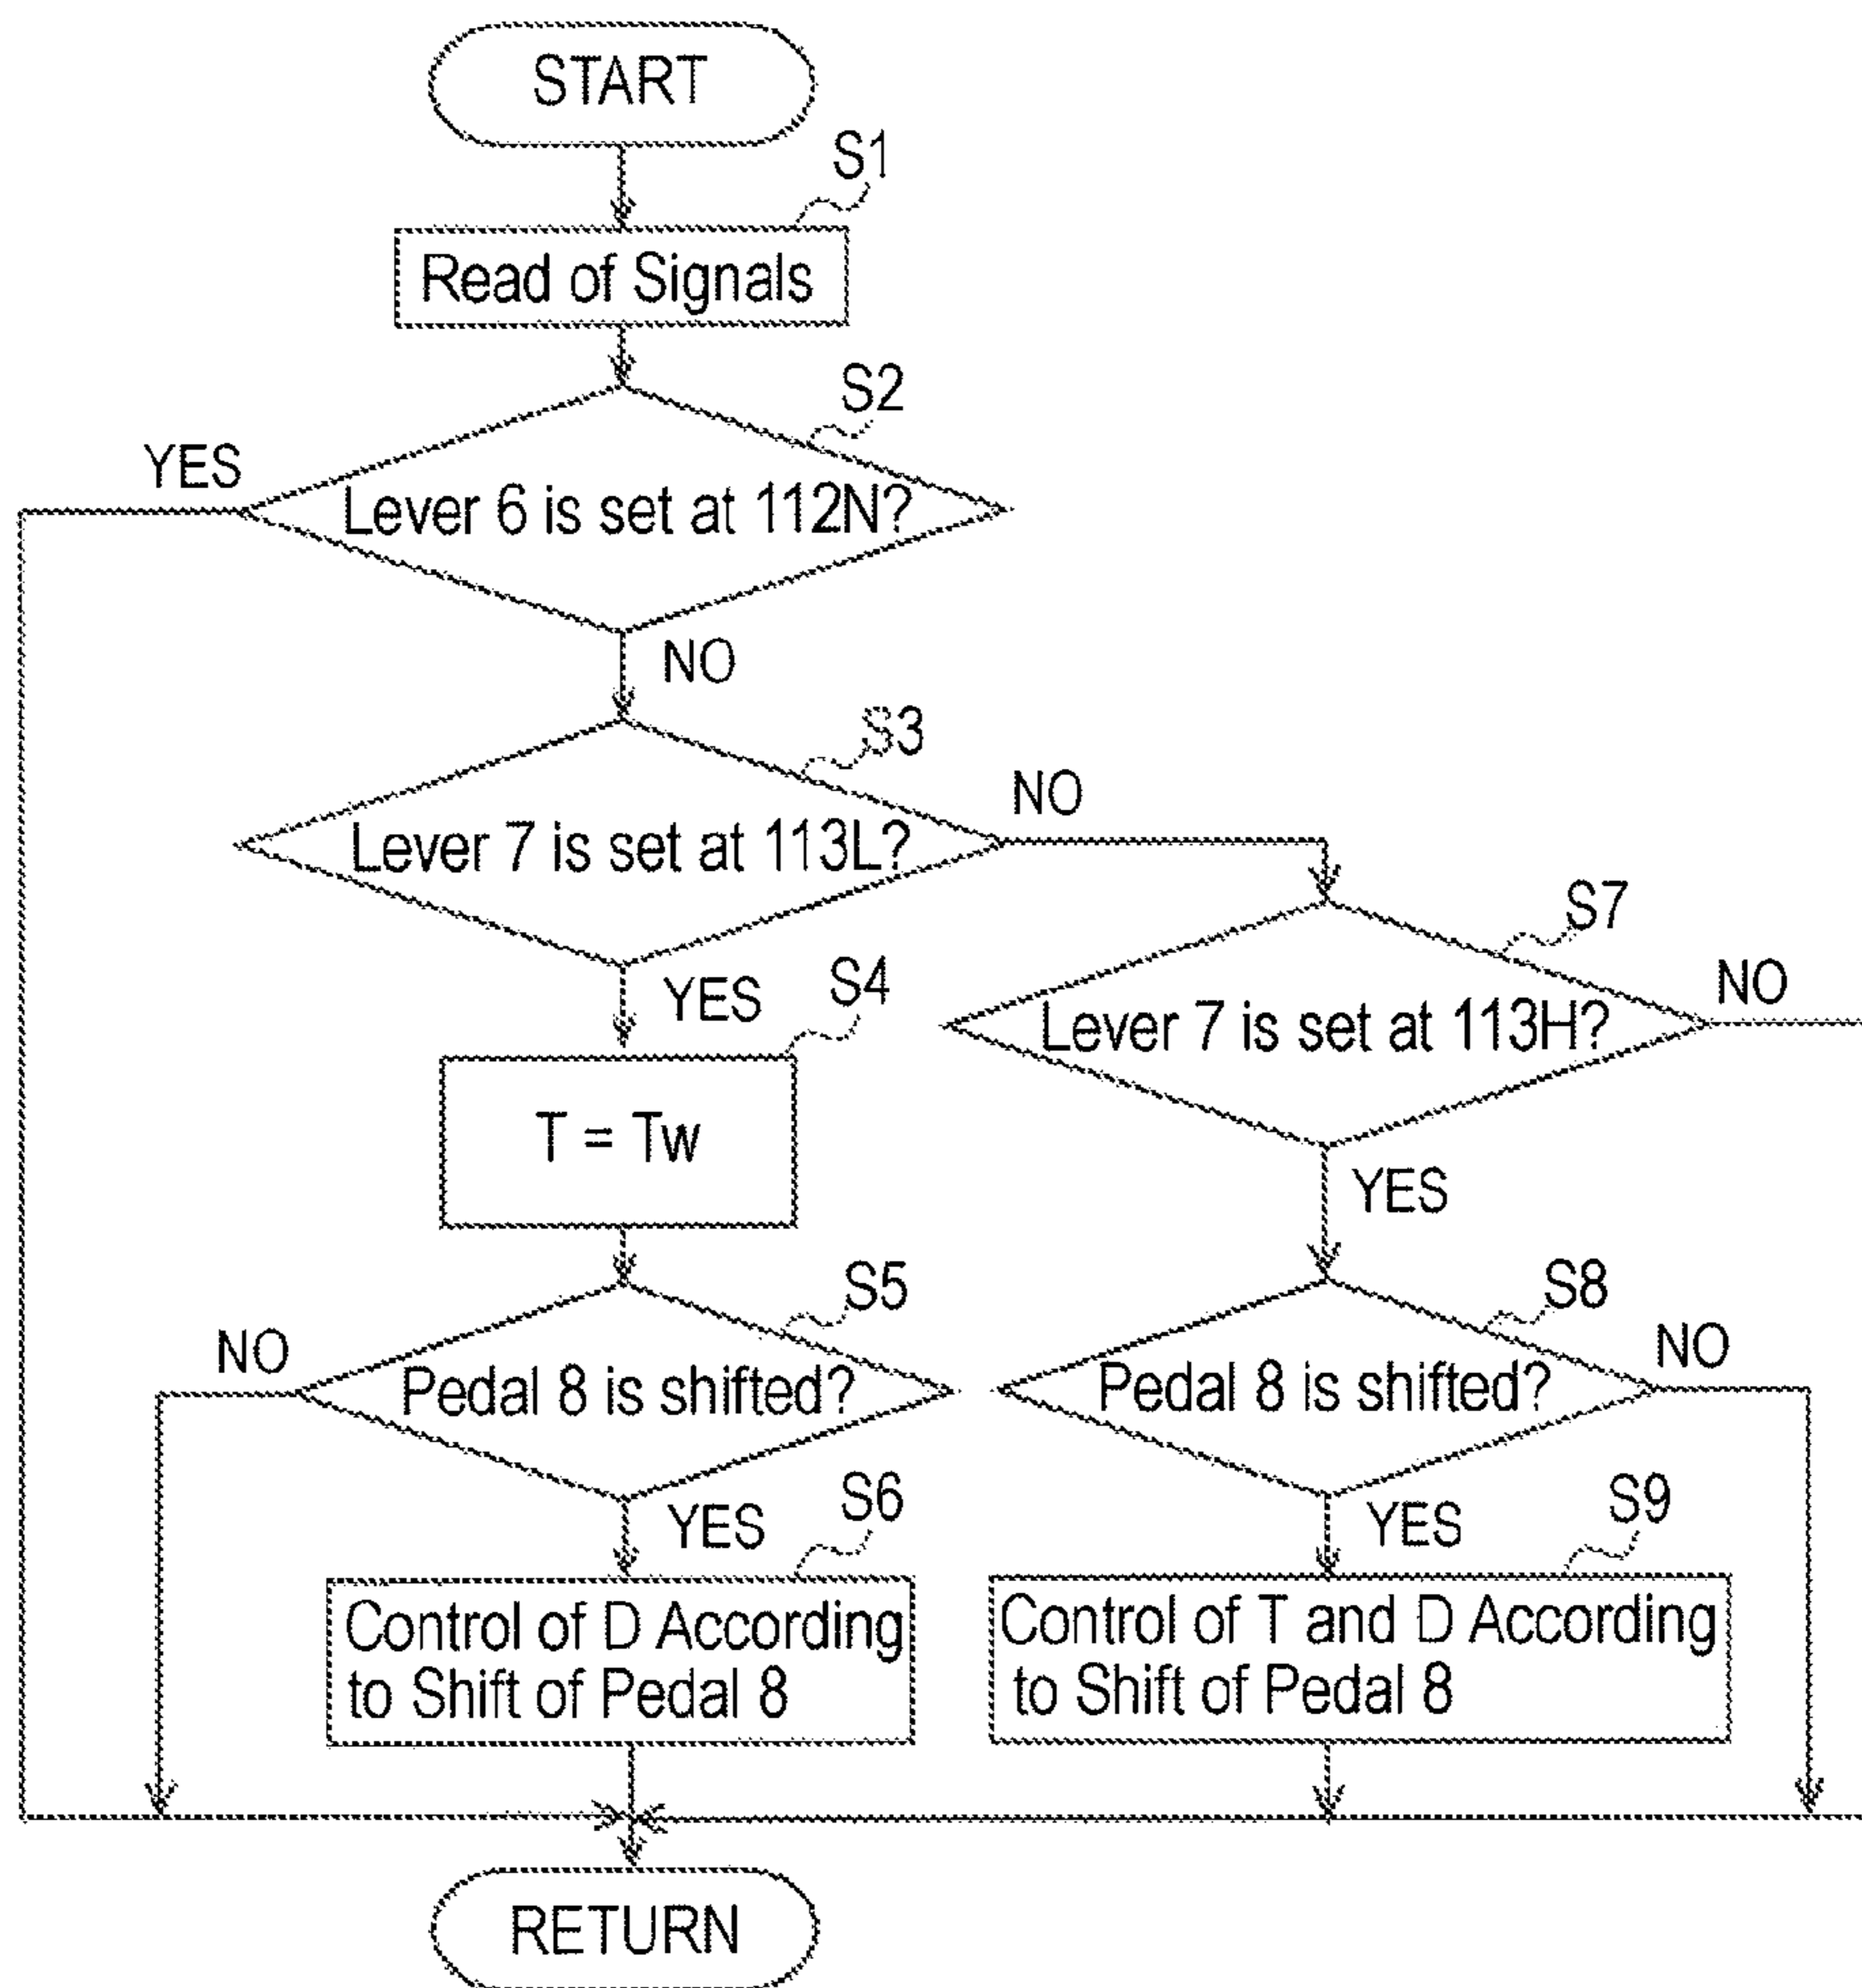 START
S1
Read of Signals
S2
YES
Lever 6 is set at 112N?
NO
S3
NO
Lever 7 is set at 113L?
S7
YES
S4
NO
Lever 7 is set at 113H?
T = Tw
YES
S5
S8
NO
NO
Pedal 8 is shifted?
Pedal 8 is shifted?
YES
S6
YES
S9
Control of D According
to Shift of Pedal 8
Control of T and D According
to Shift of Pedal 8
RETURN